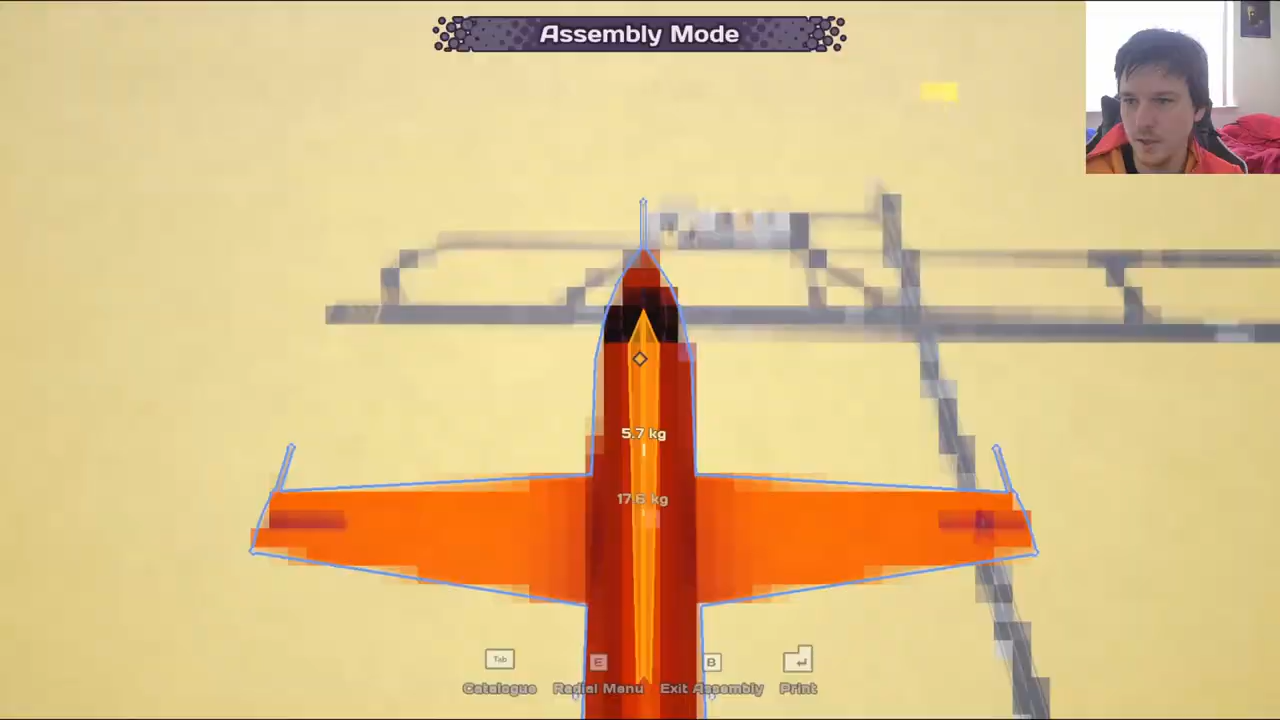 Assembly Mode
5.7 kg
17.6 kg
Tab
E
B
Catalogue
Radial Menu
Exit Assembly
Print